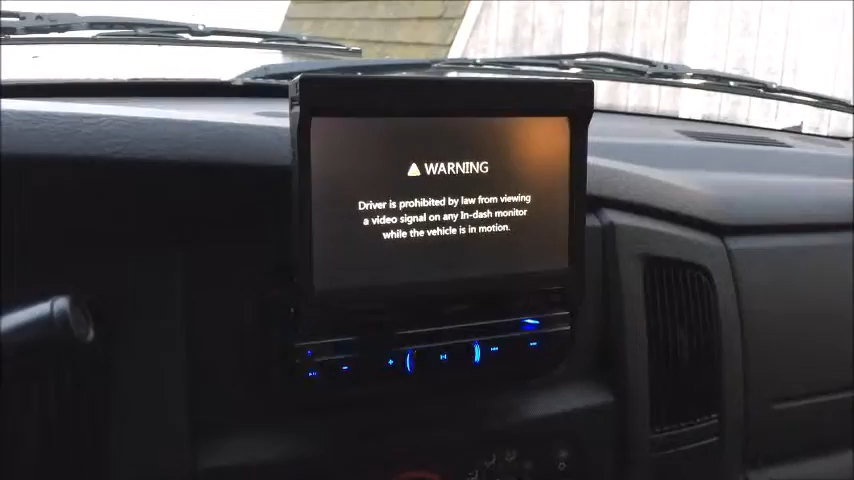 WARNING
Driver is prohibited by law from viewing
a video signal on any In-dash monitor
while the vehicle is in motion.